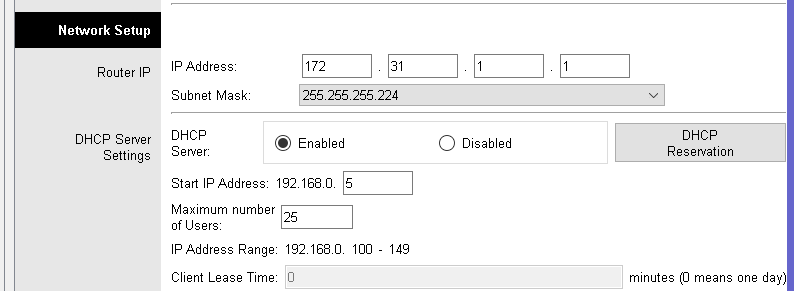 Network Setup
Router IP
IP Address: 172 . 31 . 1 . 1
Subnet Mask: 255.255.255.224
DHCP Server Settings
DHCP Server: Enabled Disabled
DHCP Reservation
Start IP Address: 192.168.0. 5
Maximum number of Users: 25
IP Address Range: 192.168.0. 100 - 149
Client Lease Time: 0 minutes (0 means one day)